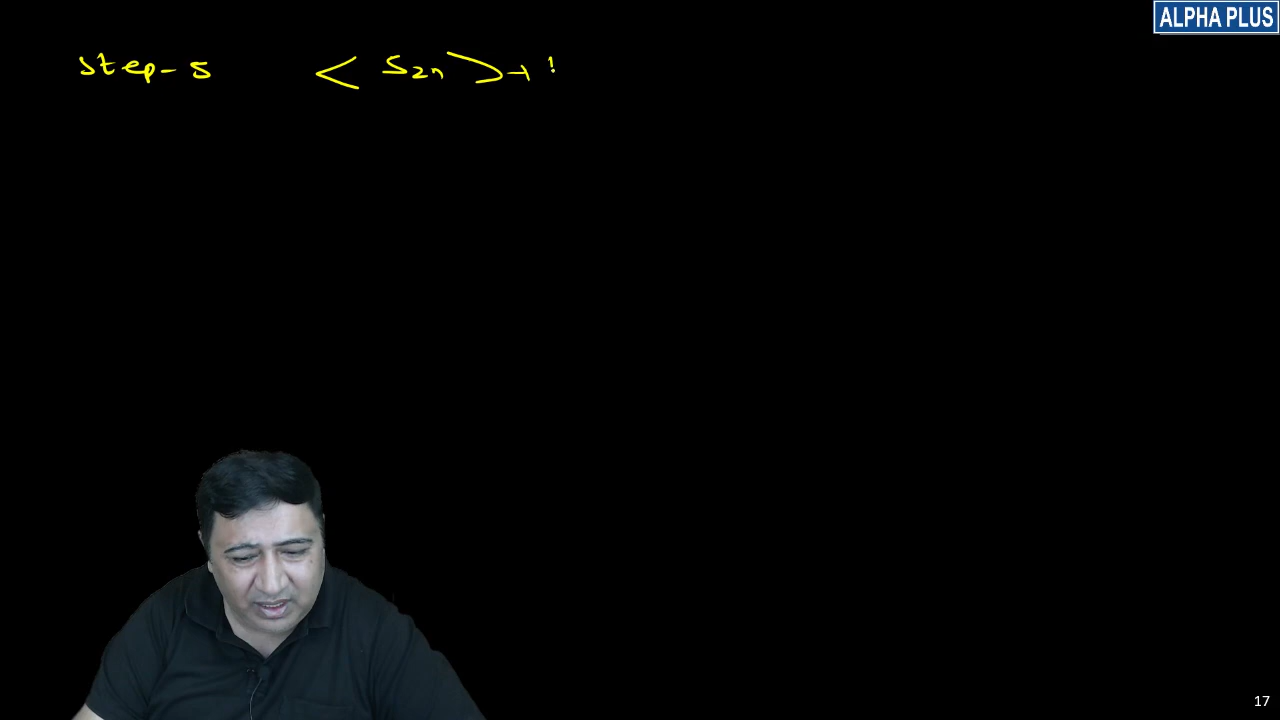 ALPHA PLUS
Step-5 < S2n > →
17